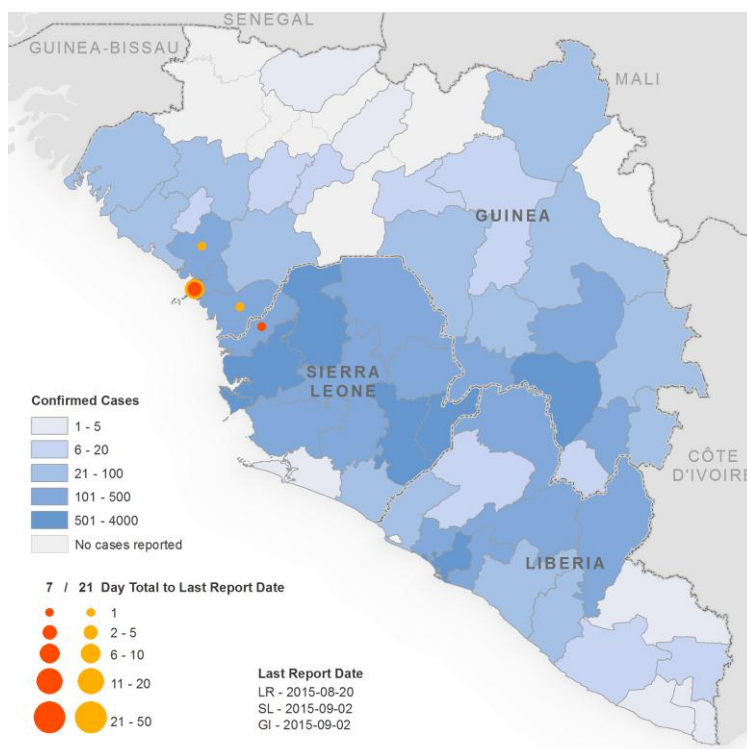 SENEGAL
GUINEA-BISSAU
MALI
GUINEA
SIERRA
LEONE
CÔTE
D'IVOIRE
LIBERIA
Confirmed Cases
1 - 5
6 - 20
21 - 100
101 - 500
501 - 4000
No cases reported
7 / 21 Day Total to Last Report Date
1
2 - 5
6 - 10
11 - 20
21 - 50
Last Report Date
LR - 2015-08-20
SL - 2015-09-02
GI - 2015-09-02